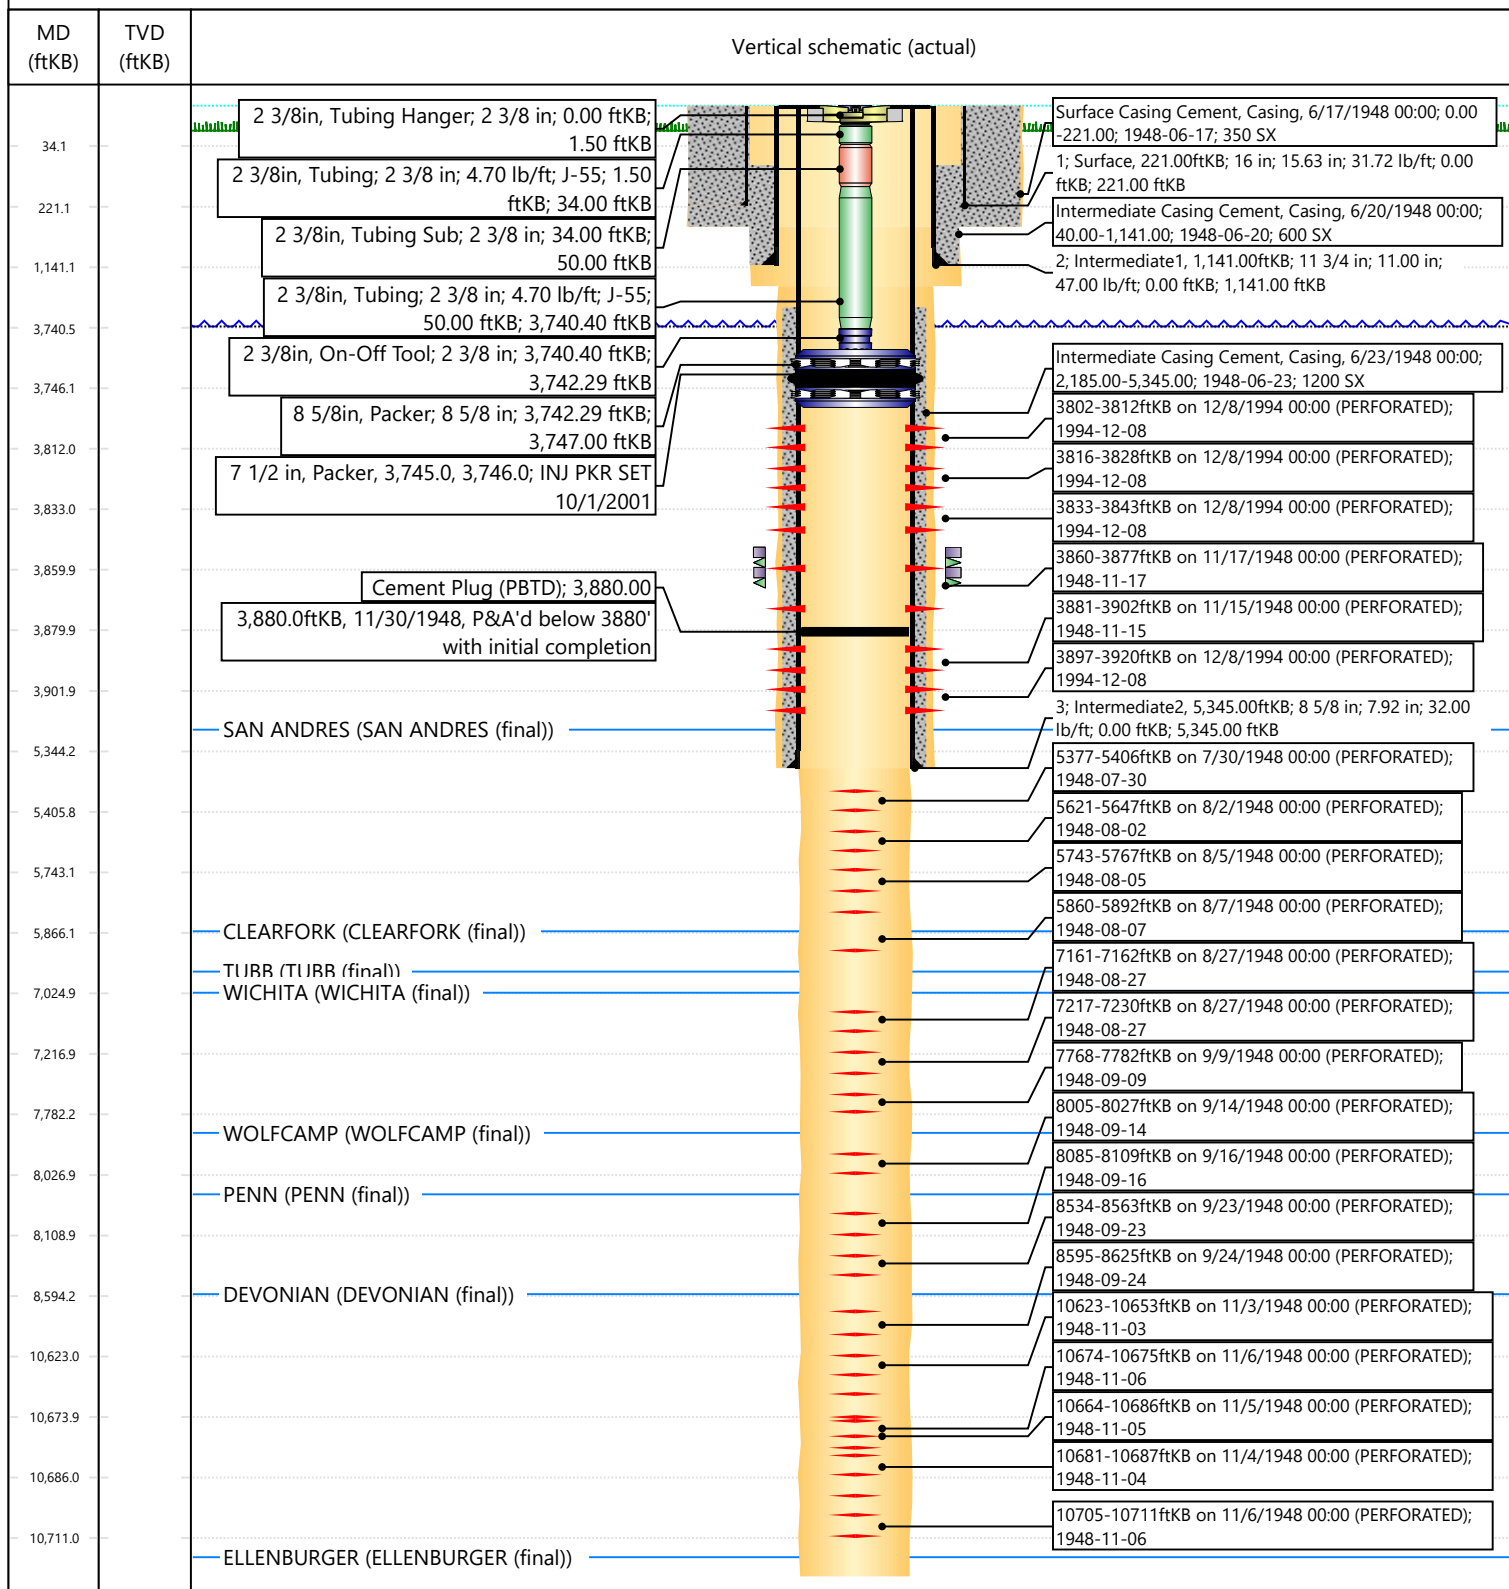 MD
(ftKB)
TVD
(ftKB)
Vertical schematic (actual)
34.1
221.1
1,141.1
3,740.5
3,746.1
3,812.0
3,833.0
3,859.9
3,879.9
3,901.9
5,344.2
5,405.8
5,743.1
5,866.1
7,024.9
7,216.9
7,782.2
8,026.9
8,108.9
8,594.2
10,623.0
10,673.9
10,686.0
10,711.0
2 3/8in, Tubing Hanger; 2 3/8 in; 0.00 ftKB;
1.50 ftKB
2 3/8in, Tubing; 2 3/8 in; 4.70 lb/ft; J-55; 1.50
ftKB; 34.00 ftKB
2 3/8in, Tubing Sub; 2 3/8 in; 34.00 ftKB;
50.00 ftKB
2 3/8in, Tubing; 2 3/8 in; 4.70 lb/ft; J-55;
50.00 ftKB; 3,740.40 ftKB
2 3/8in, On-Off Tool; 2 3/8 in; 3,740.40 ftKB;
3,742.29 ftKB
8 5/8in, Packer; 8 5/8 in; 3,742.29 ftKB;
3,747.00 ftKB
7 1/2 in, Packer, 3,745.0, 3,746.0; INJ PKR SET
10/1/2001
Cement Plug (PBTD); 3,880.00
3,880.0ftKB, 11/30/1948, P&A'd below 3880'
with initial completion
SAN ANDRES (SAN ANDRES (final))
CLEARFORK (CLEARFORK (final))
TUBB (TUBB (final))
WICHITA (WICHITA (final))
WOLFCAMP (WOLFCAMP (final))
PENN (PENN (final))
DEVONIAN (DEVONIAN (final))
ELLENBURGER (ELLENBURGER (final))
Surface Casing Cement, Casing, 6/17/1948 00:00; 0.00
-221.00; 1948-06-17; 350 SX
1; Surface, 221.00ftKB; 16 in; 15.63 in; 31.72 lb/ft; 0.00
ftKB; 221.00 ftKB
Intermediate Casing Cement, Casing, 6/20/1948 00:00;
40.00-1,141.00; 1948-06-20; 600 SX
2; Intermediate1, 1,141.00ftKB; 11 3/4 in; 11.00 in;
47.00 lb/ft; 0.00 ftKB; 1,141.00 ftKB
Intermediate Casing Cement, Casing, 6/23/1948 00:00;
2,185.00-5,345.00; 1948-06-23; 1200 SX
3802-3812ftKB on 12/8/1994 00:00 (PERFORATED);
1994-12-08
3816-3828ftKB on 12/8/1994 00:00 (PERFORATED);
1994-12-08
3833-3843ftKB on 12/8/1994 00:00 (PERFORATED);
1994-12-08
3860-3877ftKB on 11/17/1948 00:00 (PERFORATED);
1948-11-17
3881-3902ftKB on 11/15/1948 00:00 (PERFORATED);
1948-11-15
3897-3920ftKB on 12/8/1994 00:00 (PERFORATED);
1994-12-08
3; Intermediate2, 5,345.00ftKB; 8 5/8 in; 7.92 in; 32.00
lb/ft; 0.00 ftKB; 5,345.00 ftKB
5377-5406ftKB on 7/30/1948 00:00 (PERFORATED);
1948-07-30
5621-5647ftKB on 8/2/1948 00:00 (PERFORATED);
1948-08-02
5743-5767ftKB on 8/5/1948 00:00 (PERFORATED);
1948-08-05
5860-5892ftKB on 8/7/1948 00:00 (PERFORATED);
1948-08-07
7161-7162ftKB on 8/27/1948 00:00 (PERFORATED);
1948-08-27
7217-7230ftKB on 8/27/1948 00:00 (PERFORATED);
1948-08-27
7768-7782ftKB on 9/9/1948 00:00 (PERFORATED);
1948-09-09
8005-8027ftKB on 9/14/1948 00:00 (PERFORATED);
1948-09-14
8085-8109ftKB on 9/16/1948 00:00 (PERFORATED);
1948-09-16
8534-8563ftKB on 9/23/1948 00:00 (PERFORATED);
1948-09-23
8595-8625ftKB on 9/24/1948 00:00 (PERFORATED);
1948-09-24
10623-10653ftKB on 11/3/1948 00:00 (PERFORATED);
1948-11-03
10674-10675ftKB on 11/6/1948 00:00 (PERFORATED);
1948-11-06
10664-10686ftKB on 11/5/1948 00:00 (PERFORATED);
1948-11-05
10681-10687ftKB on 11/4/1948 00:00 (PERFORATED);
1948-11-04
10705-10711ftKB on 11/6/1948 00:00 (PERFORATED);
1948-11-06